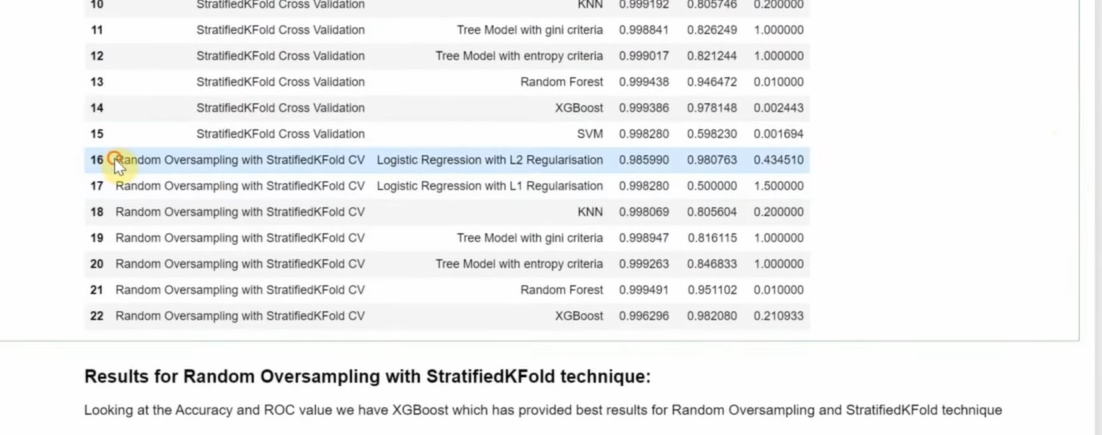 10 StratifiedKFold Cross Validation KNN 0.999192 0.805746 0.200000
11 StratifiedKFold Cross Validation Tree Model with gini criteria 0.998841 0.826249 1.000000
12 StratifiedKFold Cross Validation Tree Model with entropy criteria 0.999017 0.821244 1.000000
13 StratifiedKFold Cross Validation Random Forest 0.999438 0.946472 0.010000
14 StratifiedKFold Cross Validation XGBoost 0.999386 0.978148 0.002443
15 StratifiedKFold Cross Validation SVM 0.998280 0.598230 0.001694
16 Random Oversampling with StratifiedKFold CV Logistic Regression with L2 Regularisation 0.985990 0.980763 0.434510
17 Random Oversampling with StratifiedKFold CV Logistic Regression with L1 Regularisation 0.998280 0.500000 1.500000
18 Random Oversampling with StratifiedKFold CV KNN 0.998069 0.805604 0.200000
19 Random Oversampling with StratifiedKFold CV Tree Model with gini criteria 0.998947 0.816115 1.000000
20 Random Oversampling with StratifiedKFold CV Tree Model with entropy criteria 0.999263 0.846833 1.000000
21 Random Oversampling with StratifiedKFold CV Random Forest 0.999491 0.951102 0.010000
22 Random Oversampling with StratifiedKFold CV XGBoost 0.996296 0.982080 0.210933
Results for Random Oversampling with StratifiedKFold technique:
Looking at the Accuracy and ROC value we have XGBoost which has provided best results for Random Oversampling and StratifiedKFold technique